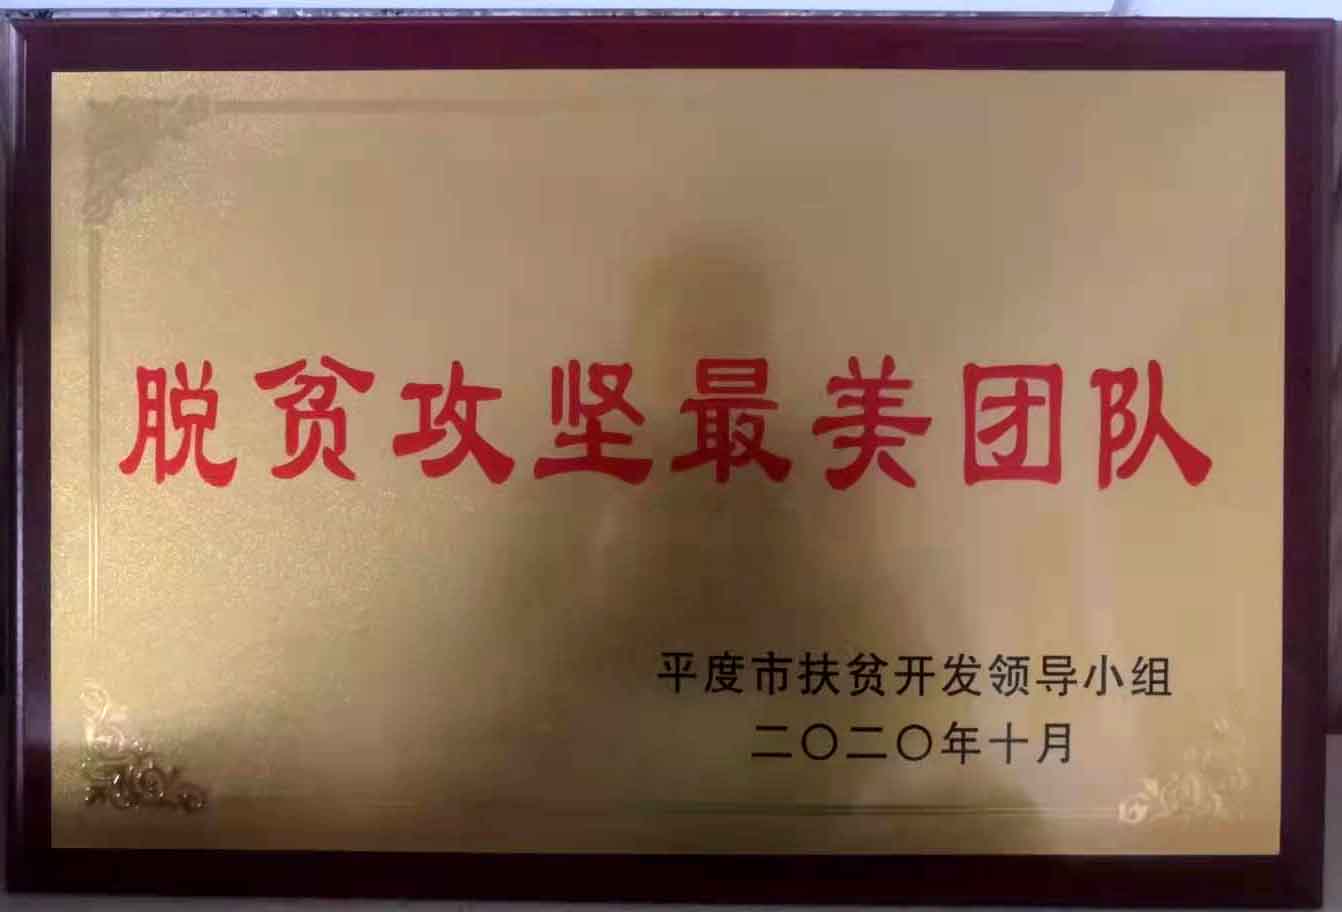 脱贫攻坚最美团队
平度市扶贫开发领导小组
二〇二〇年十月